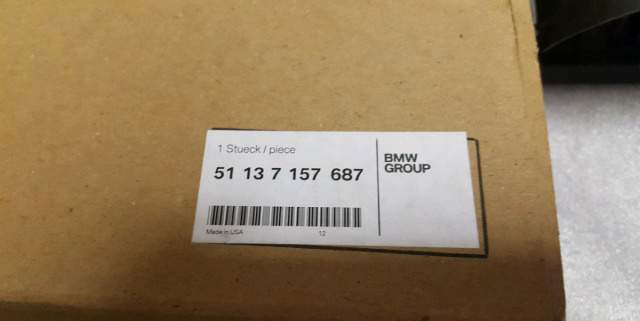 1 Stueck / piece
51 13 7 157 687
Made in USA 12
BMW
GROUP